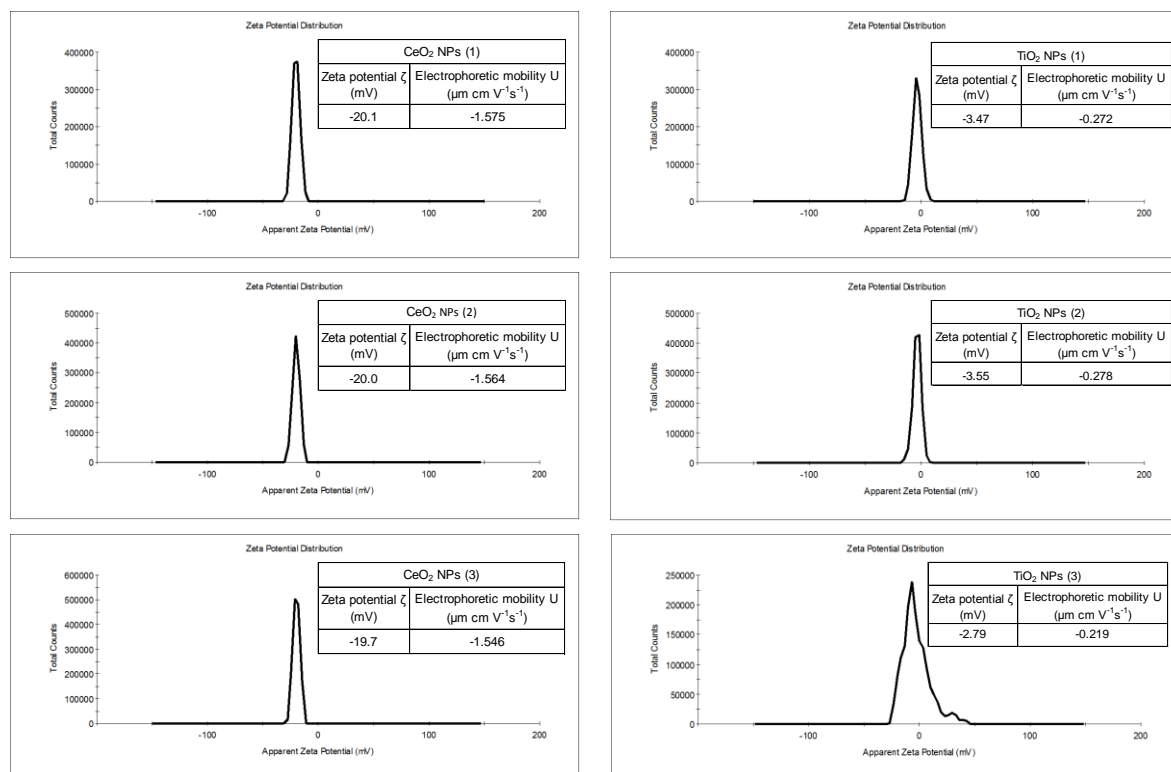 Zeta Potential Distribution
CeO₂ NPs (1)
Zeta potential ζ (mV)
Electrophoretic mobility U (µm cm V⁻¹s⁻¹)
-20.1
-1.575
400000
300000
200000
100000
0
Total Counts
-100
0
100
200
Apparent Zeta Potential (mV)
Zeta Potential Distribution
TiO₂ NPs (1)
Zeta potential ζ (mV)
Electrophoretic mobility U (µm cm V⁻¹s⁻¹)
-3.47
-0.272
400000
300000
200000
100000
0
Total Counts
-100
0
100
200
Apparent Zeta Potential (mV)
Zeta Potential Distribution
CeO₂ NPs (2)
Zeta potential ζ (mV)
Electrophoretic mobility U (µm cm V⁻¹s⁻¹)
-20.0
-1.564
500000
400000
300000
200000
100000
0
Total Counts
-100
0
100
200
Apparent Zeta Potential (mV)
Zeta Potential Distribution
TiO₂ NPs (2)
Zeta potential ζ (mV)
Electrophoretic mobility U (µm cm V⁻¹s⁻¹)
-3.55
-0.278
500000
400000
300000
200000
100000
0
Total Counts
-100
0
100
200
Apparent Zeta Potential (mV)
Zeta Potential Distribution
CeO₂ NPs (3)
Zeta potential ζ (mV)
Electrophoretic mobility U (µm cm V⁻¹s⁻¹)
-19.7
-1.546
600000
500000
400000
300000
200000
100000
0
Total Counts
-100
0
100
200
Apparent Zeta Potential (mV)
Zeta Potential Distribution
TiO₂ NPs (3)
Zeta potential ζ (mV)
Electrophoretic mobility U (µm cm V⁻¹s⁻¹)
-2.79
-0.219
250000
200000
150000
100000
50000
0
Total Counts
-100
0
100
200
Apparent Zeta Potential (mV)